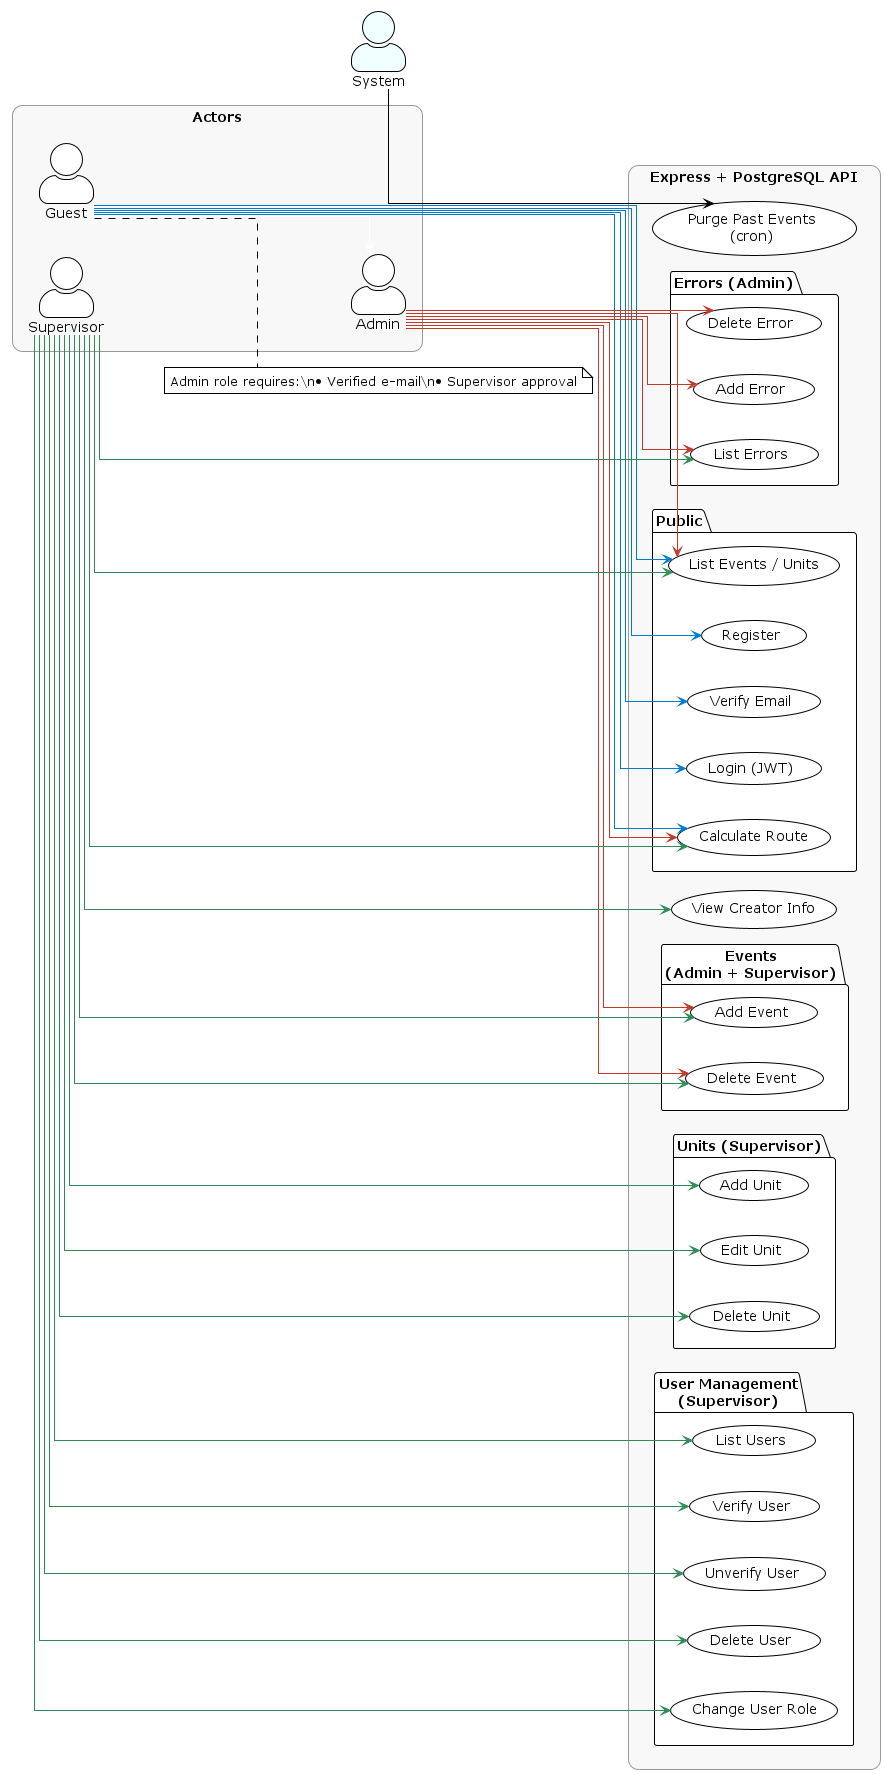 System
Actors
Guest
Supervisor
Admin
Admin role requires:\n• Verified e-mail\n• Supervisor approval
Express + PostgreSQL API
Purge Past Events
(cron)
Errors (Admin)
Delete Error
Add Error
List Errors
Public
List Events / Units
Register
Verify Email
Login (JWT)
Calculate Route
View Creator Info
Events
(Admin + Supervisor)
Add Event
Delete Event
Units (Supervisor)
Add Unit
Edit Unit
Delete Unit
User Management
(Supervisor)
List Users
Verify User
Unverify User
Delete User
Change User Role